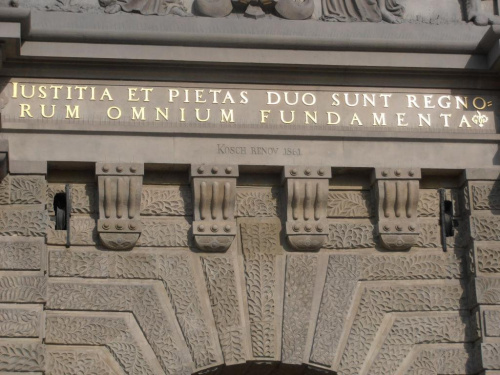 IUSTITIA ET PIETAS DUO SUNT REGNO=
RUM OMNIUM FUNDAMENTA